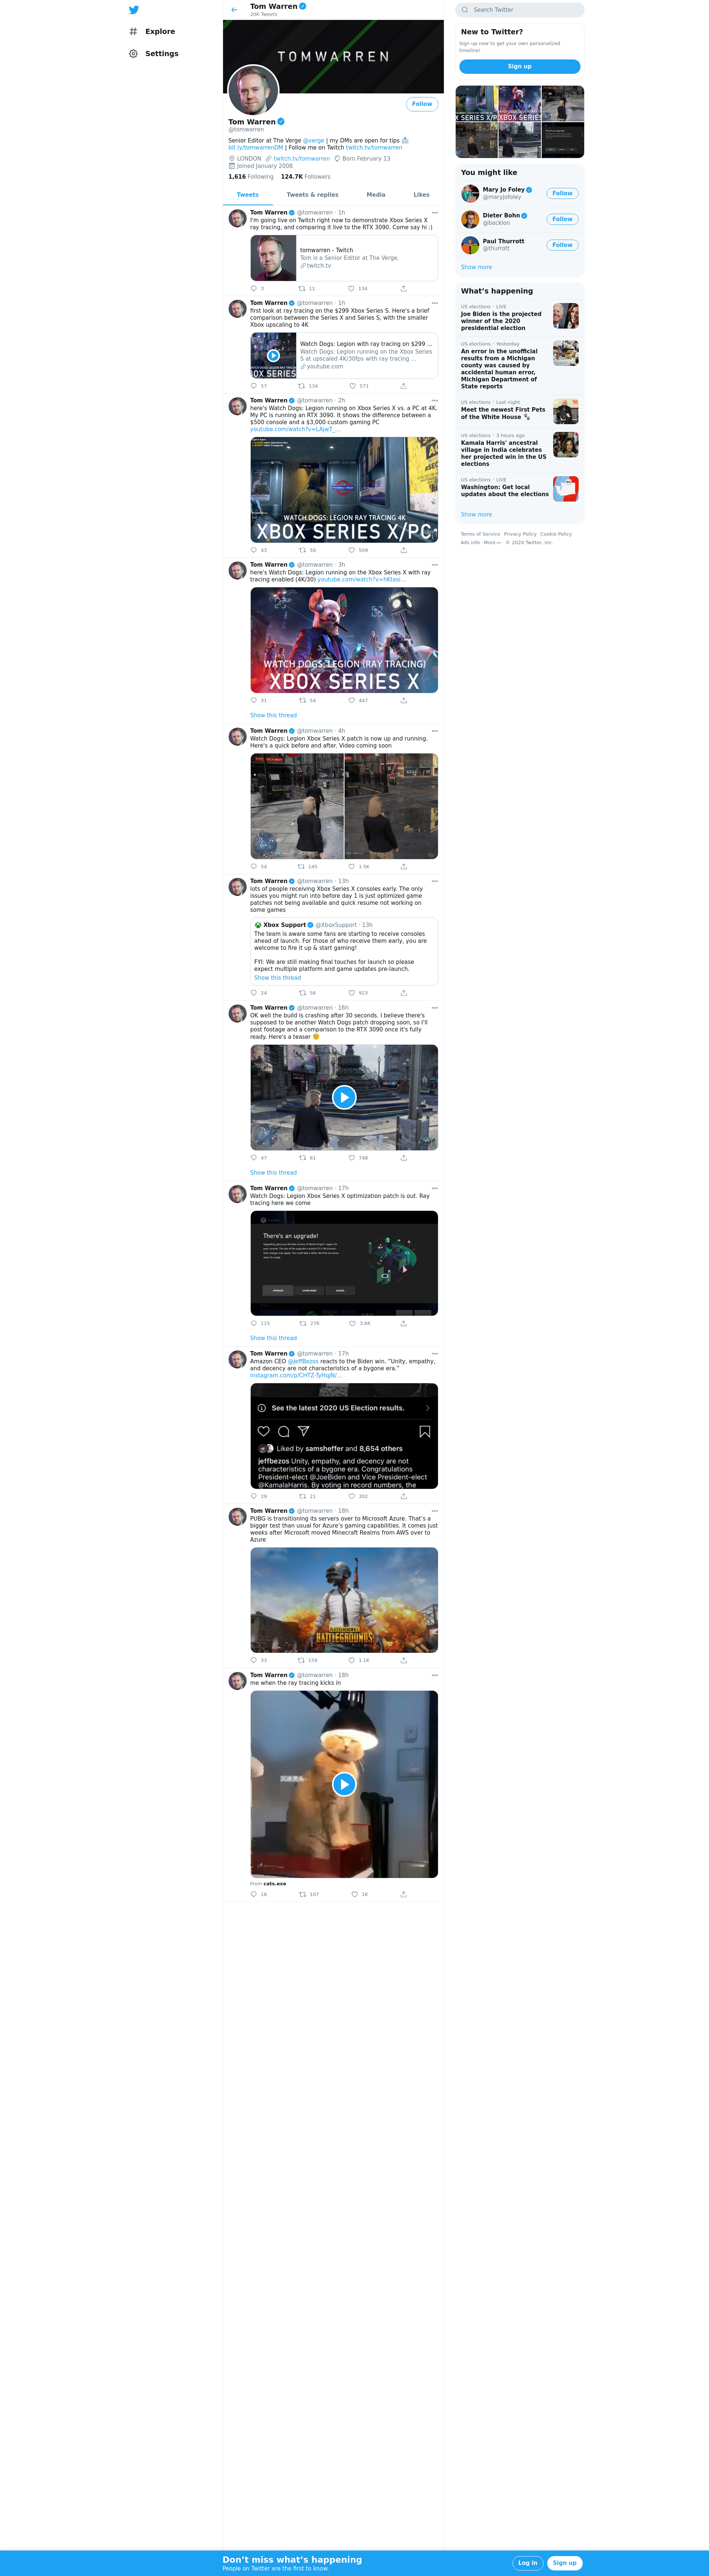 Explore
Settings
Tom Warren
20K Tweets
TOMWARREN
Follow
Tom Warren
@tomwarren
Senior Editor at The Verge @verge | my DMs are open for tips 📩
bit.ly/tomwarrenDM | Follow me on Twitch twitch.tv/tomwarren
LONDON twitch.tv/tomwarren Born February 13
Joined January 2008
1,616 Following 124.7K Followers
Tweets Tweets & replies Media Likes
Tom Warren @tomwarren · 1h
I'm going live on Twitch right now to demonstrate Xbox Series X
ray tracing, and comparing it live to the RTX 3090. Come say hi :)
tomwarren - Twitch
Tom is a Senior Editor at The Verge.
twitch.tv
3 11 134
Tom Warren @tomwarren · 1h
first look at ray tracing on the $299 Xbox Series S. Here's a brief
comparison between the Series X and Series S, with the smaller
Xbox upscaling to 4K
Watch Dogs: Legion with ray tracing on $299 ...
Watch Dogs: Legion running on the Xbox Series
S at upscaled 4K/30fps with ray tracing ...
youtube.com
57 134 571
Tom Warren @tomwarren · 2h
here's Watch Dogs: Legion running on Xbox Series X vs. a PC at 4K.
My PC is running an RTX 3090. It shows the difference between a
$500 console and a $3,000 custom gaming PC
youtube.com/watch?v=LAjwT_...
WATCH DOGS: LEGION RAY TRACING 4K
XBOX SERIES X/PC
43 50 509
Tom Warren @tomwarren · 3h
here's Watch Dogs: Legion running on the Xbox Series X with ray
tracing enabled (4K/30) youtube.com/watch?v=hKtasi...
WATCH DOGS: LEGION (RAY TRACING)
XBOX SERIES X
31 54 447
Show this thread
Tom Warren @tomwarren · 4h
Watch Dogs: Legion Xbox Series X patch is now up and running.
Here's a quick before and after. Video coming soon
54 145 1.5K
Tom Warren @tomwarren · 13h
lots of people receiving Xbox Series X consoles early. The only
issues you might run into before day 1 is just optimized game
patches not being available and quick resume not working on
some games
Xbox Support @XboxSupport · 13h
The team is aware some fans are starting to receive consoles
ahead of launch. For those of who receive them early, you are
welcome to fire it up & start gaming!
FYI: We are still making final touches for launch so please
expect multiple platform and game updates pre-launch.
Show this thread
24 56 923
Tom Warren @tomwarren · 16h
OK well the build is crashing after 30 seconds. I believe there's
supposed to be another Watch Dogs patch dropping soon, so I'll
post footage and a comparison to the RTX 3090 once it's fully
ready. Here's a teaser
47 61 748
Show this thread
Tom Warren @tomwarren · 17h
Watch Dogs: Legion Xbox Series X optimization patch is out. Ray
tracing here we come
There's an upgrade!
115 276 3.6K
Show this thread
Tom Warren @tomwarren · 17h
Amazon CEO @JeffBezos reacts to the Biden win. "Unity, empathy,
and decency are not characteristics of a bygone era."
instagram.com/p/CHTZ-TyHqJN/...
See the latest 2020 US Election results.
Liked by samsheffer and 8,654 others
jeffbezos Unity, empathy, and decency are not
characteristics of a bygone era. Congratulations
President-elect @JoeBiden and Vice President-elect
@KamalaHarris. By voting in record numbers, the
29 21 302
Tom Warren @tomwarren · 18h
PUBG is transitioning its servers over to Microsoft Azure. That's a
bigger test than usual for Azure's gaming capabilities. It comes just
weeks after Microsoft moved Minecraft Realms from AWS over to
Azure
BATTLEGROUNDS
33 159 1.1K
Tom Warren @tomwarren · 18h
me when the ray tracing kicks in
From cats.exe
16 107 1K
Search Twitter
New to Twitter?
Sign up now to get your own personalized
timeline!
Sign up
You might like
Mary Jo Foley
@maryjofoley
Follow
Dieter Bohn
@backlon
Follow
Paul Thurrott
@thurrott
Follow
Show more
What's happening
US elections · LIVE
Joe Biden is the projected
winner of the 2020
presidential election
US elections · Yesterday
An error in the unofficial
results from a Michigan
county was caused by
accidental human error,
Michigan Department of
State reports
US elections · Last night
Meet the newest First Pets
of the White House 🐾
US elections · 3 hours ago
Kamala Harris' ancestral
village in India celebrates
her projected win in the US
elections
US elections · LIVE
Washington: Get local
updates about the elections
Show more
Terms of Service Privacy Policy Cookie Policy
Ads info More ··· © 2020 Twitter, Inc.
Don't miss what's happening
People on Twitter are the first to know.
Log in Sign up